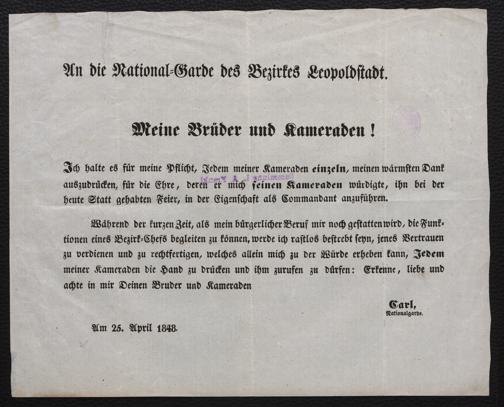 An die National-Garde des Bezirkes Leopoldstadt.
Meine Brüder und Kameraden !
Ich halte es für meine Pflicht, Jedem meiner Kameraden einzeln, meinen wärmsten Dank
auszudrücken, für die Ehre, deren er mich seinen Kameraden würdigte, ihn bei der
heute Statt gehabten Feier, in der Eigenschaft als Commandant anzuführen.
Während der kurzen Zeit, als mein bürgerlicher Beruf mir noch gestatten wird, die Funk-
tionen eines Bezirk-Chefs begleiten zu können, werde ich rastlos bestrebt seyn, jenes Vertrauen
zu verdienen und zu rechtfertigen, welches allein mich zu der Würde erheben kann, Jedem
meiner Kameraden die Hand zu drücken und ihm zurufen zu dürfen: Erkenne, liebe und
achte in mir Deinen Bruder und Kameraden
Carl,
Nationalgarde.
Am 25. April 1848.